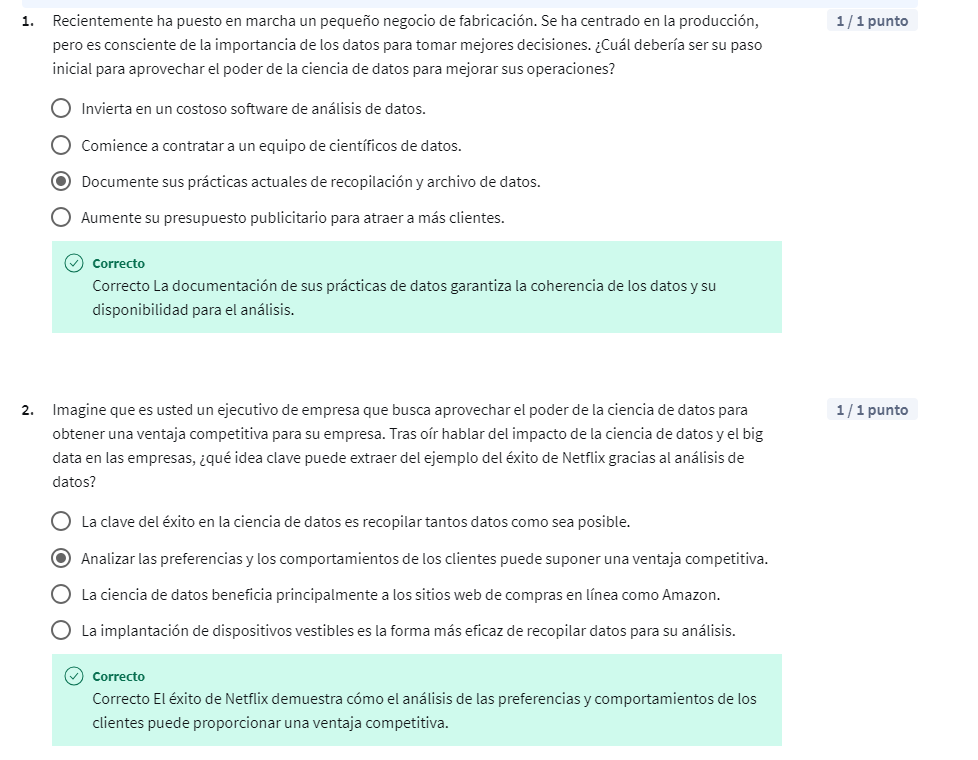 1. Recientemente ha puesto en marcha un pequeño negocio de fabricación. Se ha centrado en la producción, 1 / 1 punto
pero es consciente de la importancia de los datos para tomar mejores decisiones. ¿Cuál debería ser su paso
inicial para aprovechar el poder de la ciencia de datos para mejorar sus operaciones?
Invierta en un costoso software de análisis de datos.
Comience a contratar a un equipo de científicos de datos.
Documente sus prácticas actuales de recopilación y archivo de datos.
Aumente su presupuesto publicitario para atraer a más clientes.
Correcto
Correcto La documentación de sus prácticas de datos garantiza la coherencia de los datos y su
disponibilidad para el análisis.
2. Imagine que es usted un ejecutivo de empresa que busca aprovechar el poder de la ciencia de datos para 1 / 1 punto
obtener una ventaja competitiva para su empresa. Tras oír hablar del impacto de la ciencia de datos y el big
data en las empresas, ¿qué idea clave puede extraer del ejemplo del éxito de Netflix gracias al análisis de
datos?
La clave del éxito en la ciencia de datos es recopilar tantos datos como sea posible.
Analizar las preferencias y los comportamientos de los clientes puede suponer una ventaja competitiva.
La ciencia de datos beneficia principalmente a los sitios web de compras en línea como Amazon.
La implantación de dispositivos vestibles es la forma más eficaz de recopilar datos para su análisis.
Correcto
Correcto El éxito de Netflix demuestra cómo el análisis de las preferencias y comportamientos de los
clientes puede proporcionar una ventaja competitiva.